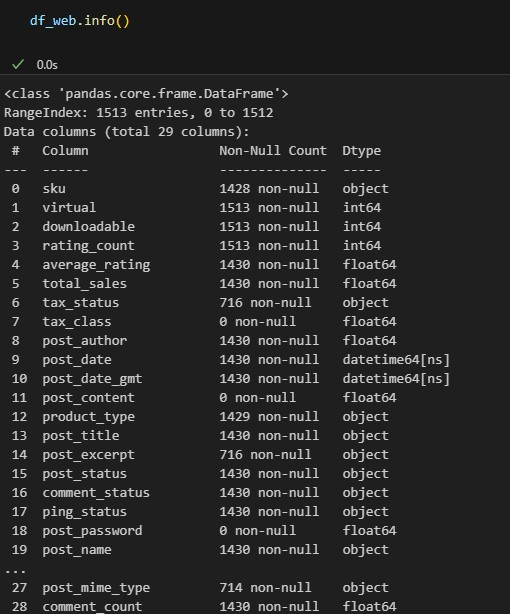 df_web.info()
✓ 0.0s
<class 'pandas.core.frame.DataFrame'>
RangeIndex: 1513 entries, 0 to 1512
Data columns (total 29 columns):
 #   Column            Non-Null Count  Dtype
---  ------            --------------  -----
 0   sku               1428 non-null   object
 1   virtual           1513 non-null   int64
 2   downloadable      1513 non-null   int64
 3   rating_count      1513 non-null   int64
 4   average_rating    1430 non-null   float64
 5   total_sales       1430 non-null   float64
 6   tax_status        716 non-null    object
 7   tax_class         0 non-null      float64
 8   post_author       1430 non-null   float64
 9   post_date         1430 non-null   datetime64[ns]
 10  post_date_gmt     1430 non-null   datetime64[ns]
 11  post_content      0 non-null      float64
 12  product_type      1429 non-null   object
 13  post_title        1430 non-null   object
 14  post_excerpt      716 non-null    object
 15  post_status       1430 non-null   object
 16  comment_status    1430 non-null   object
 17  ping_status       1430 non-null   object
 18  post_password     0 non-null      float64
 19  post_name         1430 non-null   object
...
 27  post_mime_type    714 non-null    object
 28  comment_count     1430 non-null   float64